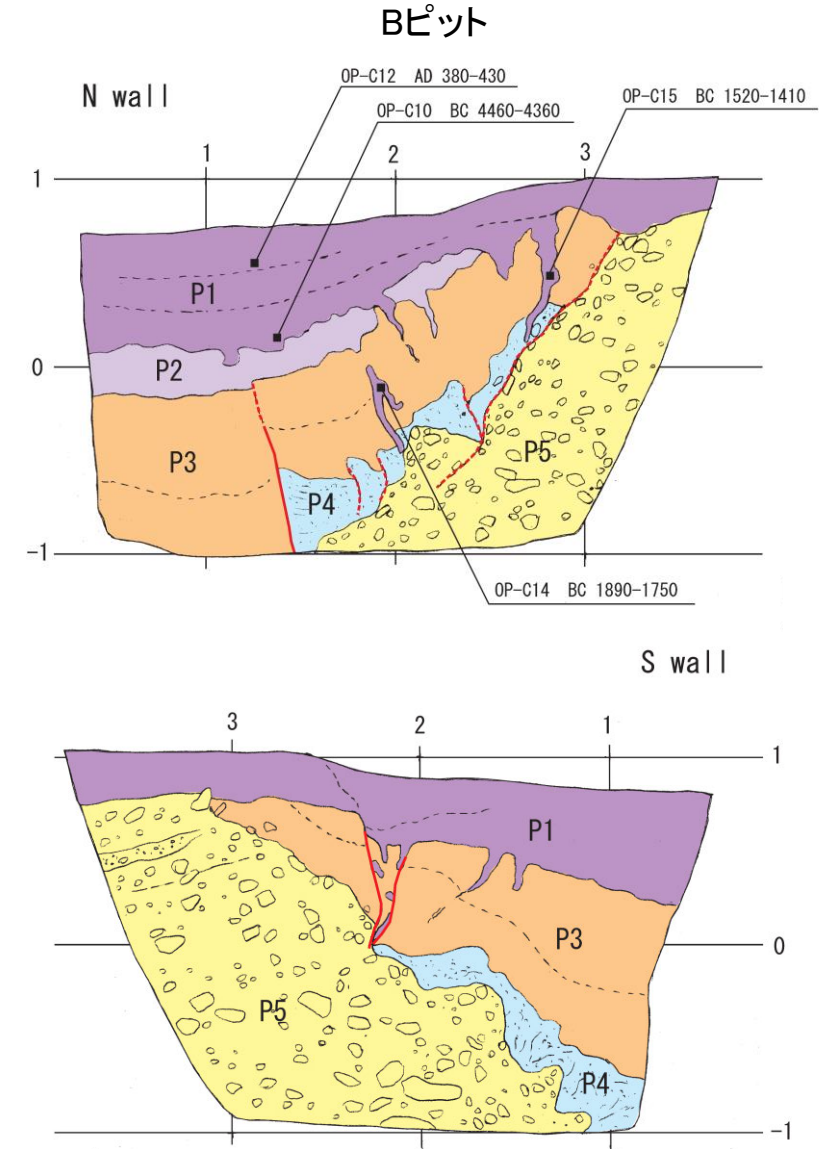 Bピット
N wall
OP-C12 AD 380-430
OP-C10 BC 4460-4360
OP-C15 BC 1520-1410
1 2 3
1
P1
0
P2
P3
P5
P4
-1
OP-C14 BC 1890-1750
S wall
3 2 1
1
P1
P3
0
P5
P4
-1